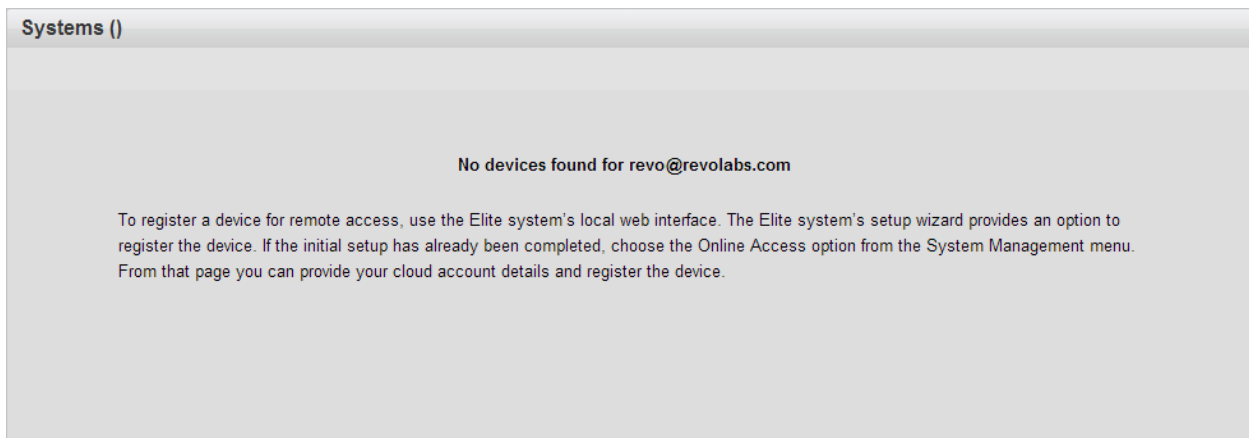 Systems ()
No devices found for revo@revolabs.com
To register a device for remote access, use the Elite system's local web interface. The Elite system's setup wizard provides an option to
register the device. If the initial setup has already been completed, choose the Online Access option from the System Management menu.
From that page you can provide your cloud account details and register the device.